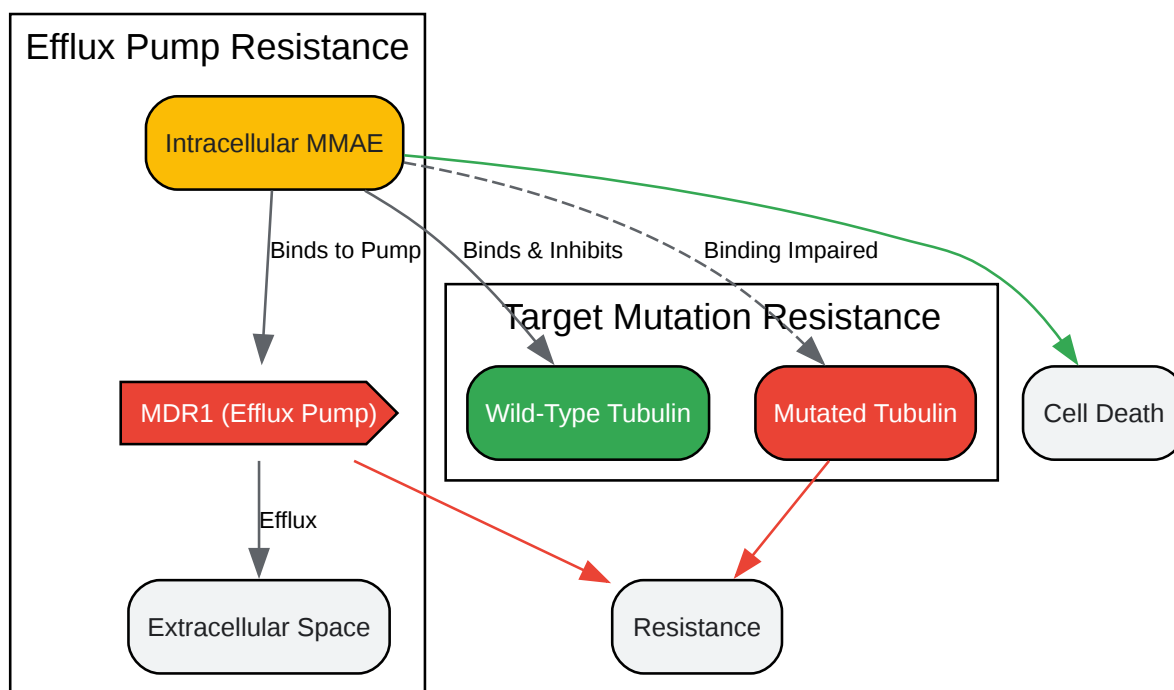 Efflux Pump Resistance
Intracellular MMAE
Binds to Pump
Binds & Inhibits
Binding Impaired
Target Mutation Resistance
MDR1 (Efflux Pump)
Wild-Type Tubulin
Mutated Tubulin
Cell Death
Efflux
Extracellular Space
Resistance